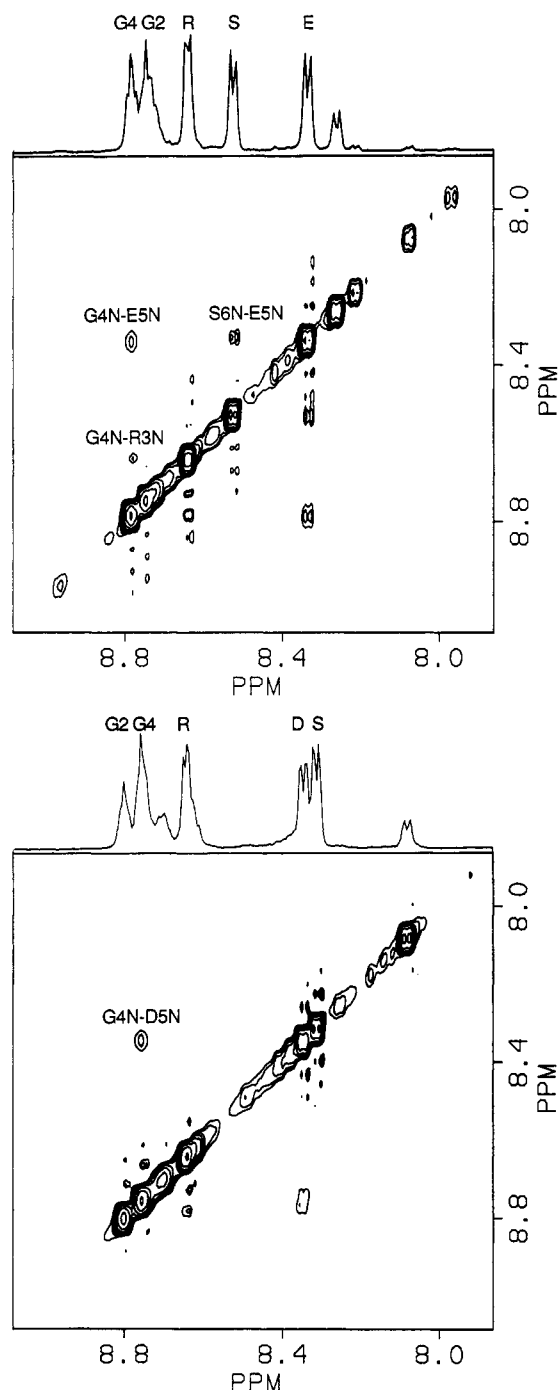 G4 G2 R S E
8.0
G4N-E5N S6N-E5N
8.4
G4N-R3N
8.8
PPM
8.8 8.4 8.0
PPM
G2 G4 R D S
8.0
G4N-D5N
8.4
8.8
PPM
8.8 8.4 8.0
PPM